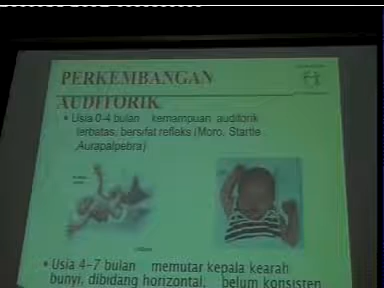 PERKEMBANGAN
AUDITORIK
• Usia 0-4 bulan kemampuan auditorik
terbatas, bersifat refleks (Moro, Startle
Aurapalpebra)
• Usia 4-7 bulan memutar kepala kearah
bunyi, dibidang horizontal, belum konsisten